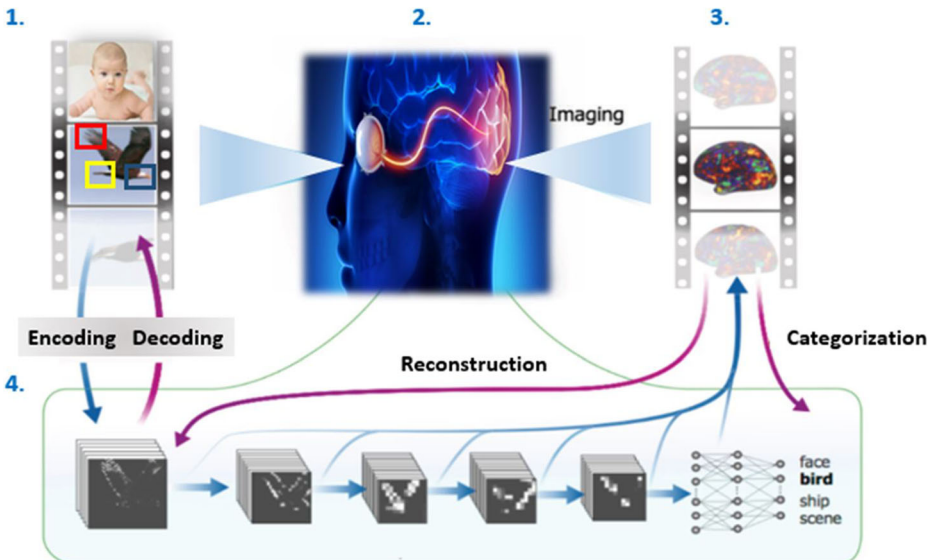 1.
2.
3.
Imaging
Encoding
Decoding
Reconstruction
Categorization
4.
face
bird
ship
scene